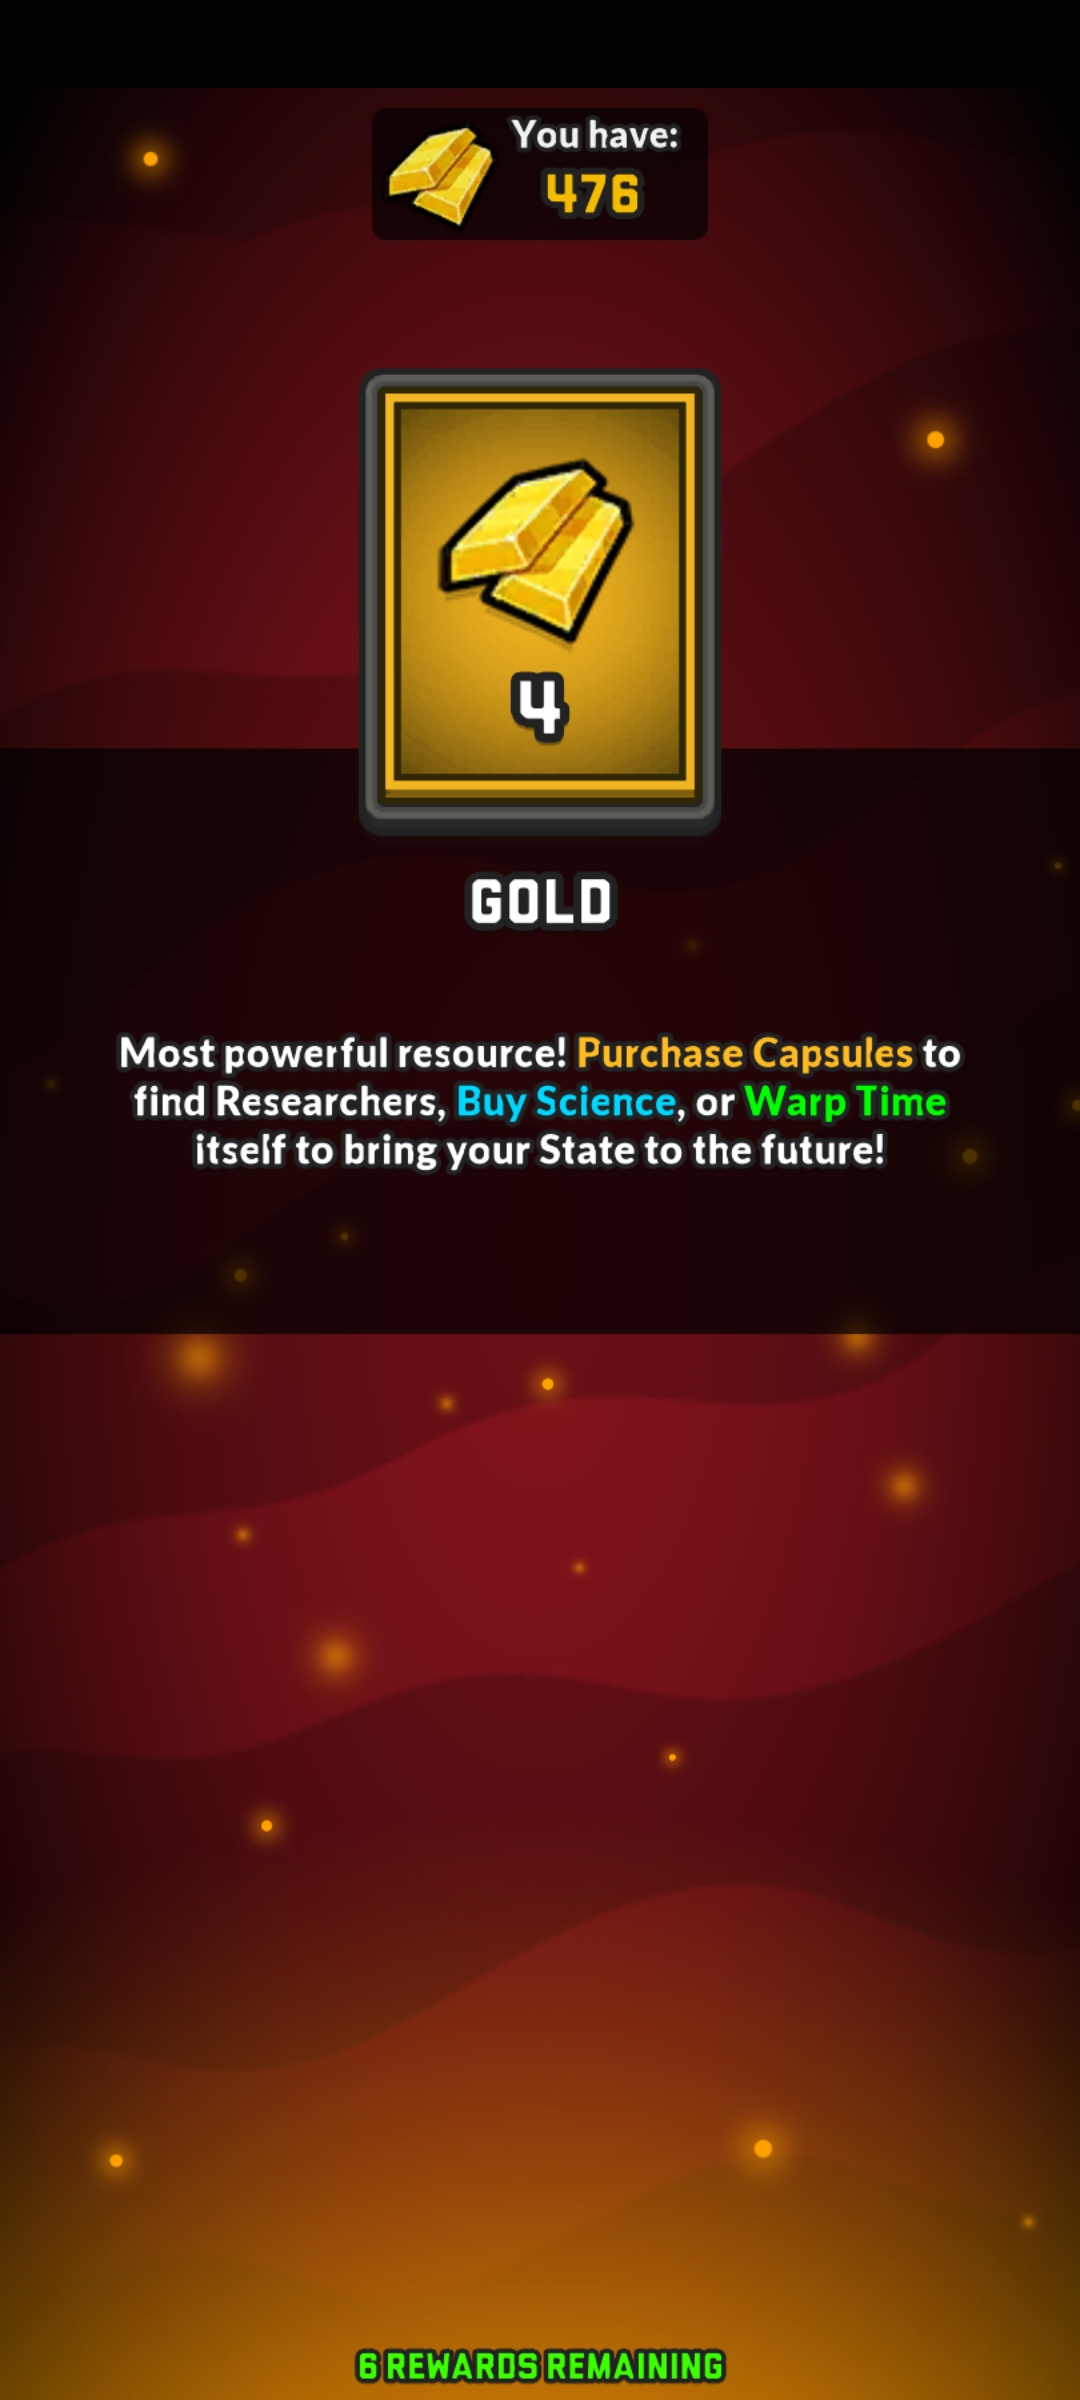 You have:
476
4
GOLD
Most powerful resource! Purchase Capsules to
find Researchers, Buy Science, or Warp Time
itself to bring your State to the future!
6 REWARDS REMAINING